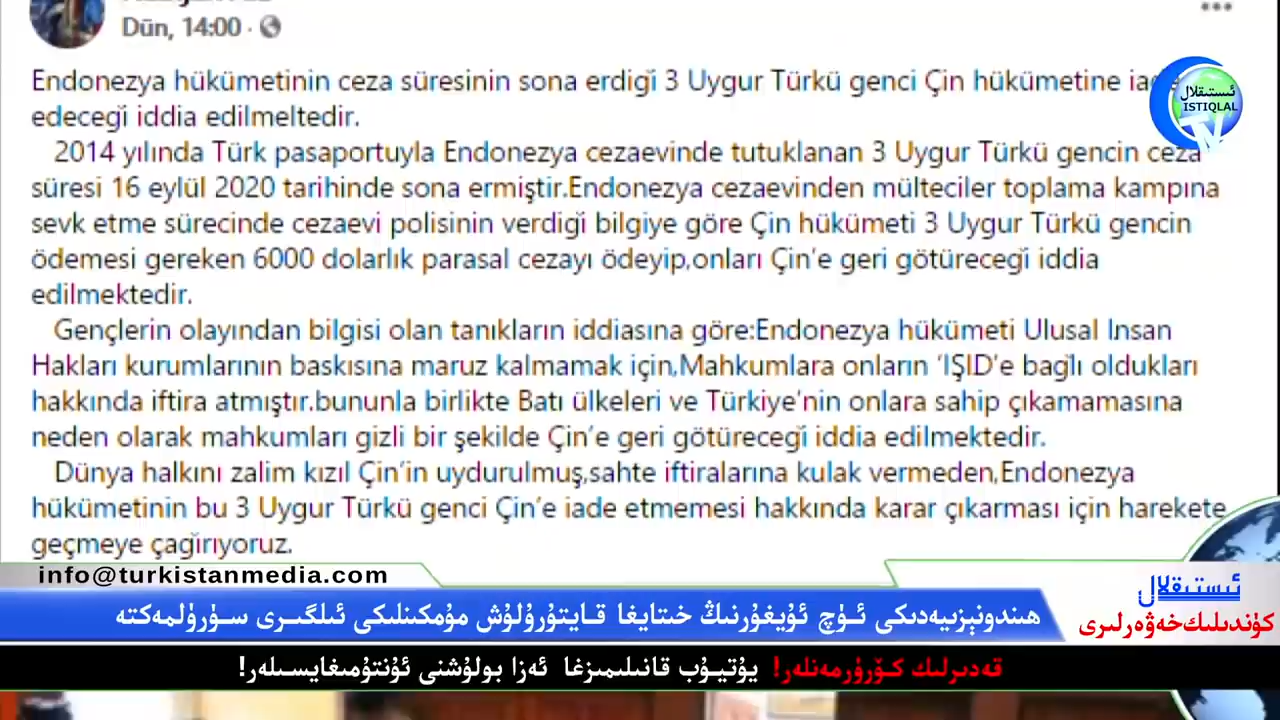 Dün, 14:00
Endonezya hükümetinin ceza süresinin sona erdiği 3 Uygur Türkü genci Çin hükümetine
edeceği iddia edilmeltedir.
2014 yılında Türk pasaportuyla Endonezya cezaevinde tutuklanan 3 Uygur Türkü gencin ceza
süresi 16 eylül 2020 tarihinde sona ermiştir.Endonezya cezaevinden mülteciler toplama kampına
sevk etme sürecinde cezaevi polisinin verdiği bilgiye göre Çin hükümeti 3 Uygur Türkü gencin
ödemesi gereken 6000 dolarlık parasal cezayı ödeyip,onları Çin’e geri götüreceği iddia
edilmektedir.
Gençlerin olayından bilgisi olan tanıkların iddiasına göre:Endonezya hükümeti Ulusal Insan
Hakları kurumlarının baskısına maruz kalmamak için,Mahkumlara onların ‘IŞID’e bağlı oldukları
hakkında iftira atmıştır.bununla birlikte Batı ülkeleri ve Türkiye’nin onlara sahip çıkamamasına
neden olarak mahkumları gizli bir şekilde Çin’e geri götüreceği iddia edilmektedir.
Dünya halkını zalim kızıl Çin’in uydurulmuş,sahte iftiralarına kulak vermeden,Endonezya
hükümetinin bu 3 Uygur Türkü genci Çin’e iade etmemesi hakkında karar çıkarması için harekete
geçmeye çağırıyoruz.
ئىستىقلال
ISTIQLAL
TV
info@turkistanmedia.com
ھىندونېزىيەدىكى ئۈچ ئۇيغۇرنىڭ خىتايغا قايتۇرۇلۇش مۇمكىنلىكى ئىلگىرى سۈرۈلمەكتە
ئىستىقلال
كۈندىلىك خەۋەرلىرى
قەدىرلىك كۆرۈرمەنلەر! يۇتيۇب قانىلىمىزغا ئەزا بولۇشنى ئۇنتۇمىغايسىلەر!